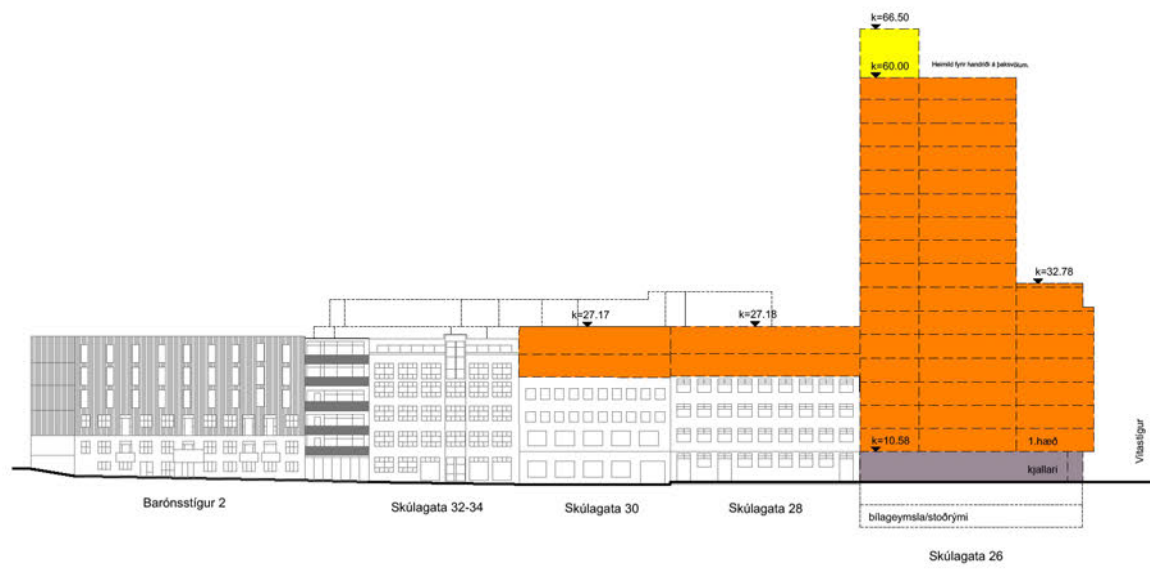 k=66.50
k=60.00
Heimild fyrir handriði á þaksvölum.
k=32.78
k=27.17
k=27.18
k=10.58
1.hæð
kjallari
Vitastígur
bílageymsla/stoðrými
Barónsstígur 2
Skúlagata 32-34
Skúlagata 30
Skúlagata 28
Skúlagata 26